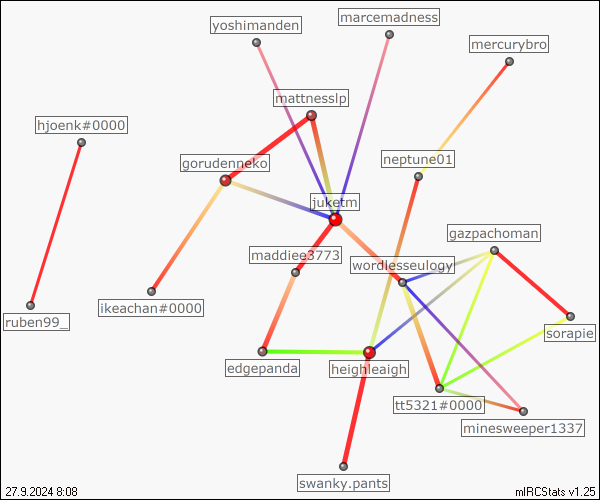 marcemadness
yoshimanden
mercurybro
mattnesslp
hjoenk#0000
neptune01
gorudenneko
juketm
gazpachoman
maddiee3773
wordlesseulogy
ikeachan#0000
ruben99_
sorapie
edgepanda
heighleaigh
tt5321#0000
minesweeper1337
swanky.pants
27.9.2024 8:08
mIRCStats v1.25